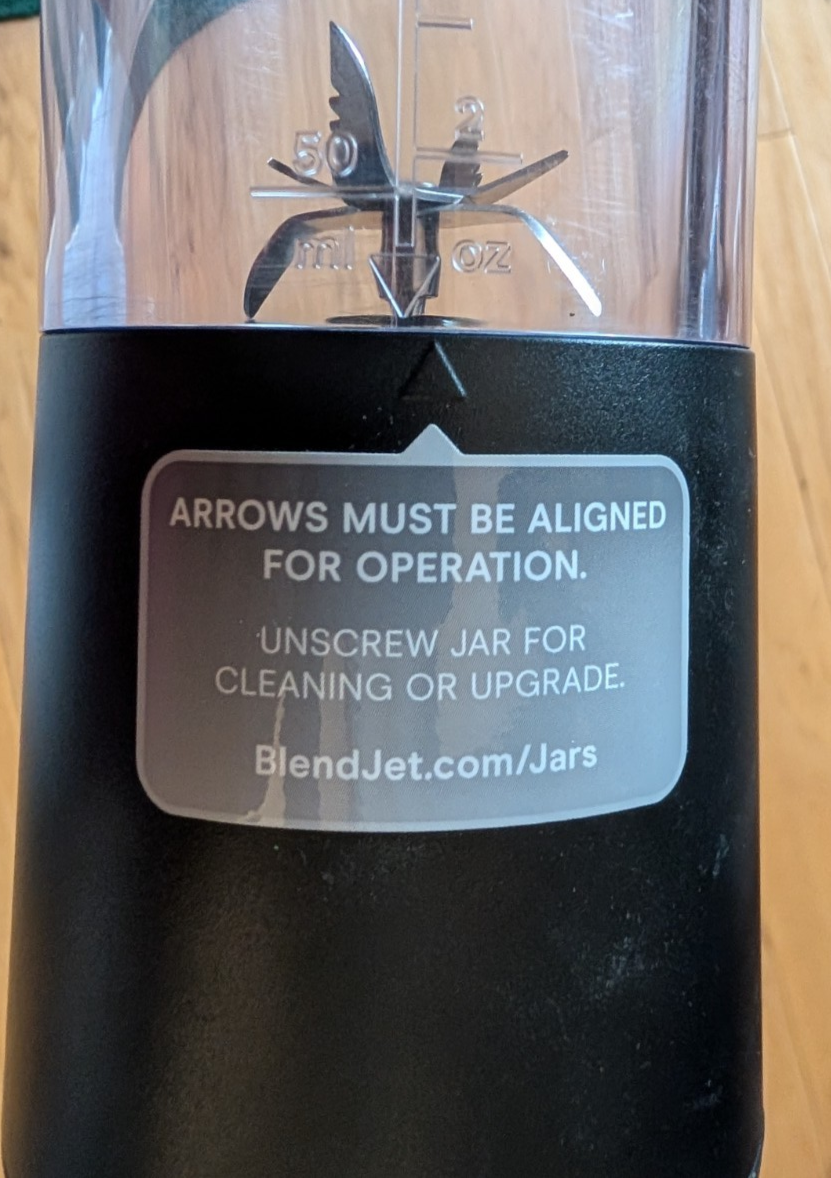 50 2
ml oz
ARROWS MUST BE ALIGNED
FOR OPERATION.
UNSCREW JAR FOR
CLEANING OR UPGRADE.
BlendJet.com/Jars